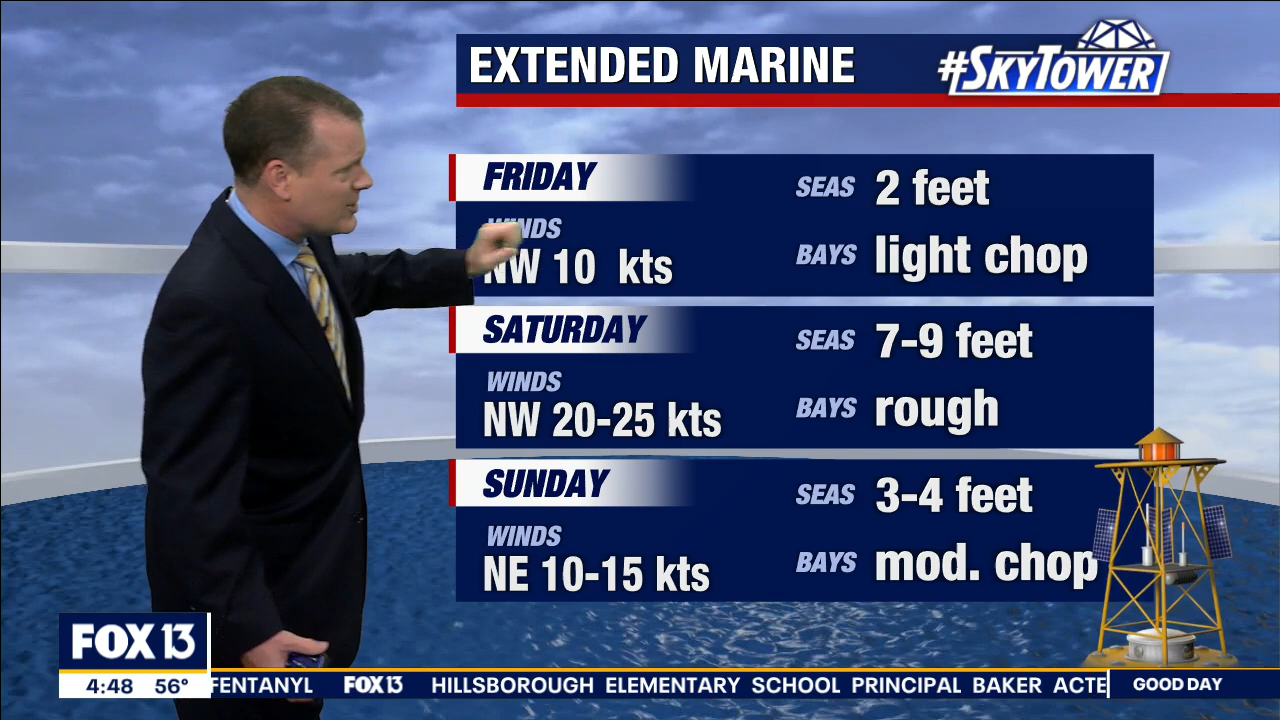 EXTENDED MARINE
#SKYTOWER
FRIDAY
WINDS
NW 10 kts
SEAS 2 feet
BAYS light chop
SATURDAY
WINDS
NW 20-25 kts
SEAS 7-9 feet
BAYS rough
SUNDAY
WINDS
NE 10-15 kts
SEAS 3-4 feet
BAYS mod. chop
FOX 13
4:48 56° FENTANYL FOX 13 HILLSBOROUGH ELEMENTARY SCHOOL PRINCIPAL BAKER ACTE GOOD DAY